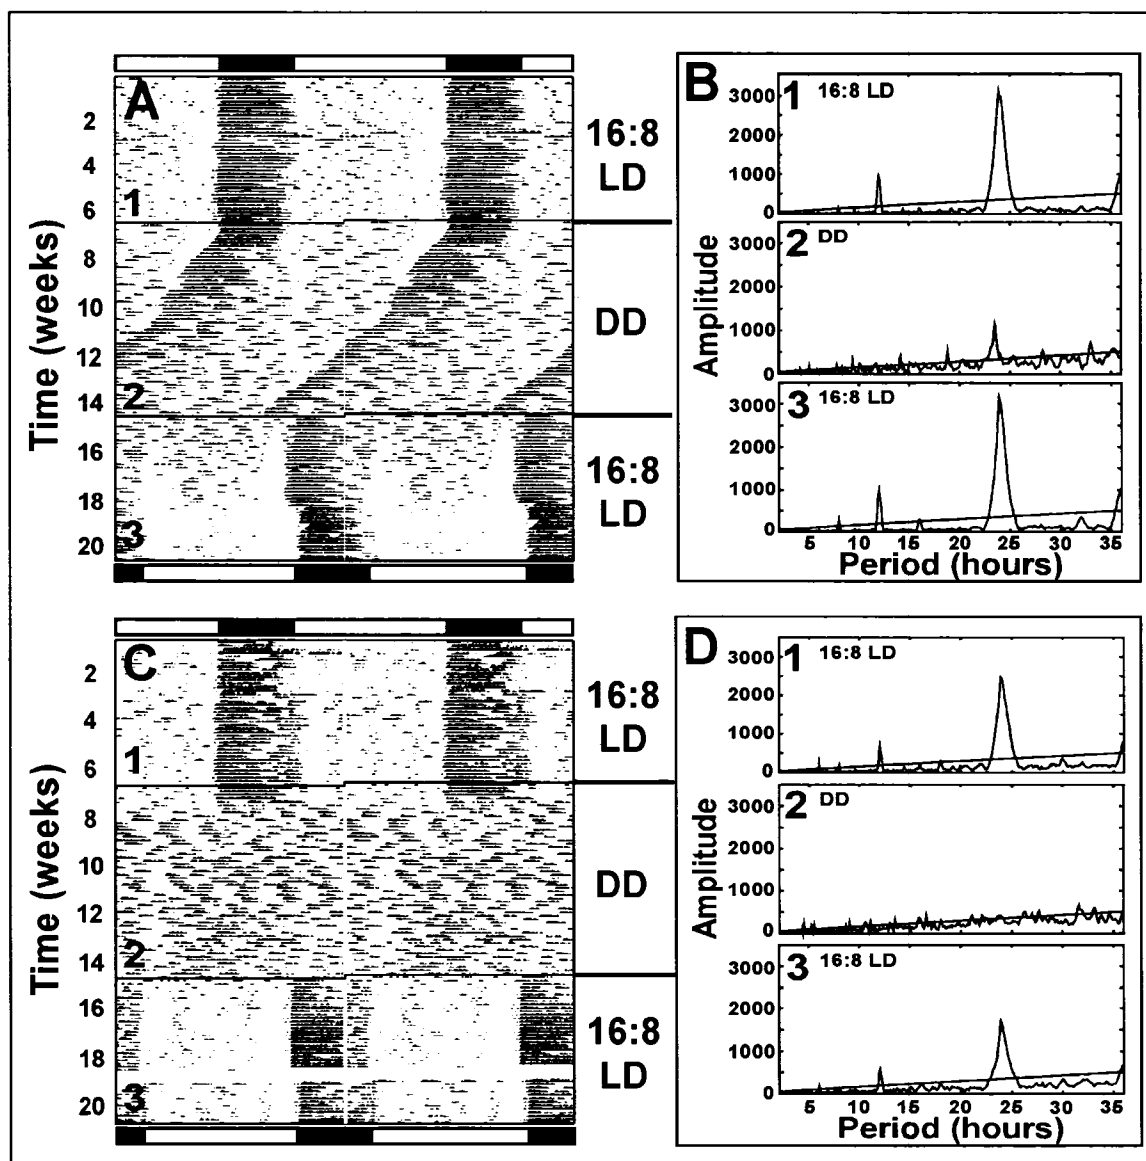 A
Time (weeks)
2
4
6
8
10
12
14
16
18
20
1
2
3
16:8
LD
DD
16:8
LD
B
Amplitude
1 16:8 LD
3000
2000
1000
0
2 DD
3000
2000
1000
0
3 16:8 LD
3000
2000
1000
0
5 10 15 20 25 30 35
Period (hours)
C
Time (weeks)
2
4
6
8
10
12
14
16
18
20
1
2
3
16:8
LD
DD
16:8
LD
D
Amplitude
1 16:8 LD
3000
2000
1000
0
2 DD
3000
2000
1000
0
3 16:8 LD
3000
2000
1000
0
5 10 15 20 25 30 35
Period (hours)